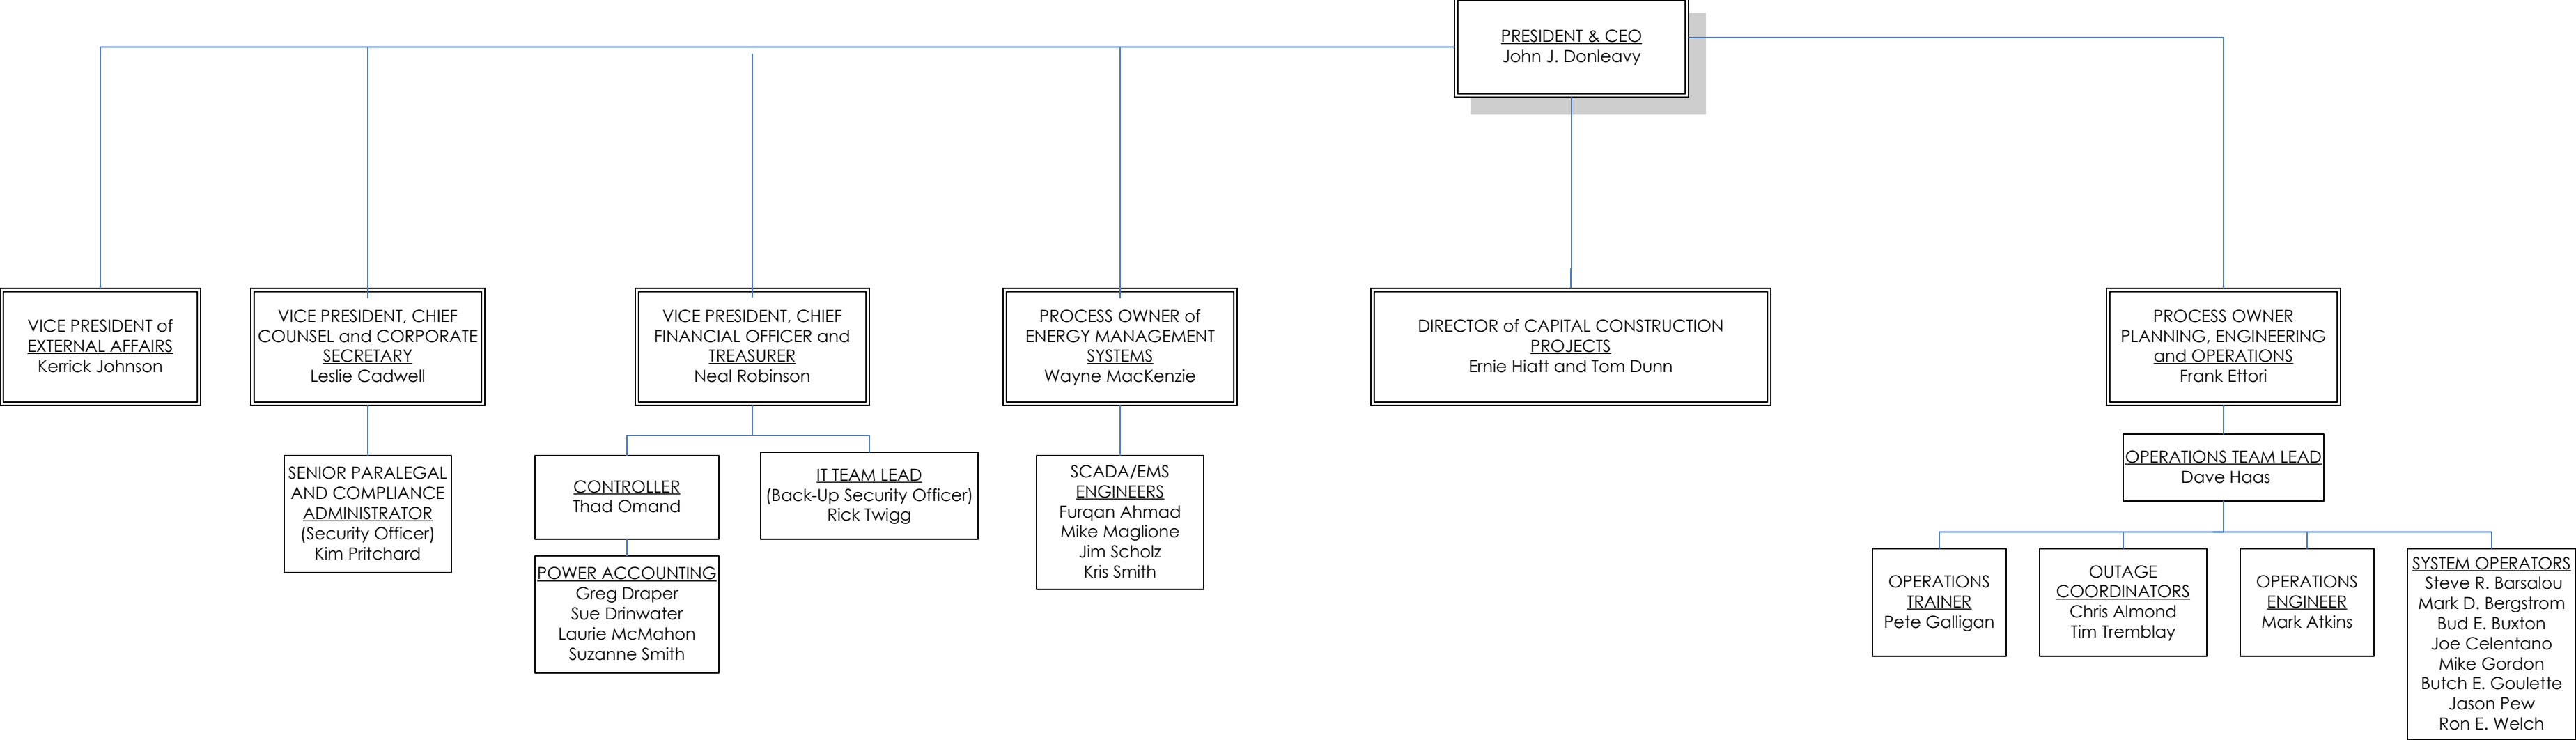 PRESIDENT & CEO
John J. Donleavy
VICE PRESIDENT of
EXTERNAL AFFAIRS
Kerrick Johnson
VICE PRESIDENT, CHIEF
COUNSEL and CORPORATE
SECRETARY
Leslie Cadwell
VICE PRESIDENT, CHIEF
FINANCIAL OFFICER and
TREASURER
Neal Robinson
PROCESS OWNER of
ENERGY MANAGEMENT
SYSTEMS
Wayne MacKenzie
DIRECTOR of CAPITAL CONSTRUCTION
PROJECTS
Ernie Hiatt and Tom Dunn
PROCESS OWNER
PLANNING, ENGINEERING
and OPERATIONS
Frank Ettori
SENIOR PARALEGAL
AND COMPLIANCE
ADMINISTRATOR
(Security Officer)
Kim Pritchard
CONTROLLER
Thad Omand
IT TEAM LEAD
(Back-Up Security Officer)
Rick Twigg
SCADA/EMS
ENGINEERS
Furqan Ahmad
Mike Maglione
Jim Scholz
Kris Smith
OPERATIONS TEAM LEAD
Dave Haas
POWER ACCOUNTING
Greg Draper
Sue Drinwater
Laurie McMahon
Suzanne Smith
OPERATIONS
TRAINER
Pete Galligan
OUTAGE
COORDINATORS
Chris Almond
Tim Tremblay
OPERATIONS
ENGINEER
Mark Atkins
SYSTEM OPERATORS
Steve R. Barsalou
Mark D. Bergstrom
Bud E. Buxton
Joe Celentano
Mike Gordon
Butch E. Goulette
Jason Pew
Ron E. Welch